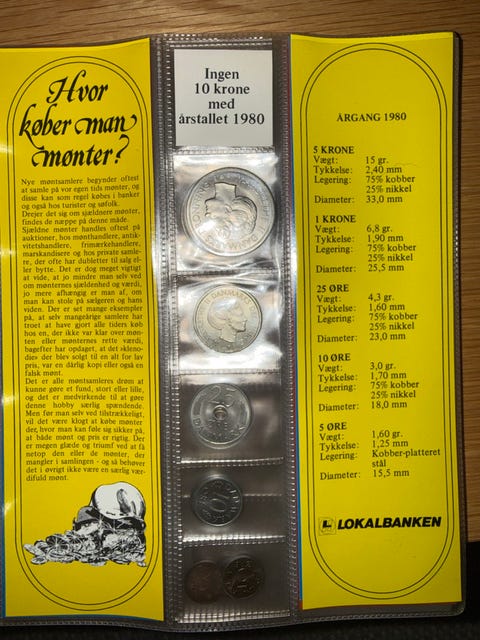 Hvor
køber man
mønter?
Nye møntsamlere begynder oftest
at samle på vor egen tids mønter, og
disse kan som regel købes i banker
og også hos turister og søfolk.
Drejer det sig om sjældnere mønter,
findes de næppe på denne måde.
Sjældne mønter handles oftest på
auktioner, hos mønthandlere, antik-
vitetshandlere, frimærkehandlere,
marskandisere og hos private samle-
re, der ofte har dubletter til salg el-
ler bytte. Det er dog meget vigtigt
at vide, at jo mindre man selv ved
om mønternes sjældenhed og værdi,
jo mere afhængig er man af, om
man kan stole på sælgeren og hans
viden. Der er set mange eksempler
på, at selv mangeårige samlere har
troet at have gjort alle tiders køb
hos en, der ikke var klar over møn-
ten eller mønternes rette værdi,
bagefter har opdaget, at det »kleno-
die« der blev solgt til en alt for lav
pris, var en dårlig kopi eller også en
falsk mønt.
Det er alle møntsamleres drøm at
kunne gøre et fund, stort eller lille,
og det er medvirkende til at gøre
denne hobby særlig spændende.
Men før man selv ved tilstrækkeligt,
vil det være klogt at købe mønter
der, hvor man kan føle sig sikker på,
at både mønt og pris er rigtig. Der
er megen glæde og triumf ved at få
netop den eller de mønter, der
mangler i samlingen - og så behøver
det i øvrigt ikke være en særlig vær-
difuld mønt.
Ingen
10 krone
med
årstallet 1980
DANMARK
25
10
ÅRGANG 1980
5 KRONE
Vægt: 15 gr.
Tykkelse: 2,40 mm
Legering: 75% kobber
25% nikkel
Diameter: 33,0 mm
1 KRONE
Vægt: 6,8 gr.
Tykkelse: 1,90 mm
Legering: 75% kobber
25% nikkel
Diameter: 25,5 mm
25 ØRE
Vægt: 4,3 gr.
Tykkelse: 1,60 mm
Legering: 75% kobber
25% nikkel
Diameter: 23,0 mm
10 ØRE
Vægt: 3,0 gr.
Tykkelse: 1,70 mm
Legering: 75% kobber
25% nikkel
Diameter: 18,0 mm
5 ØRE
Vægt: 1,60 gr.
Tykkelse: 1,25 mm
Legering: Kobber-platteret
stål
Diameter: 15,5 mm
LOKALBANKEN